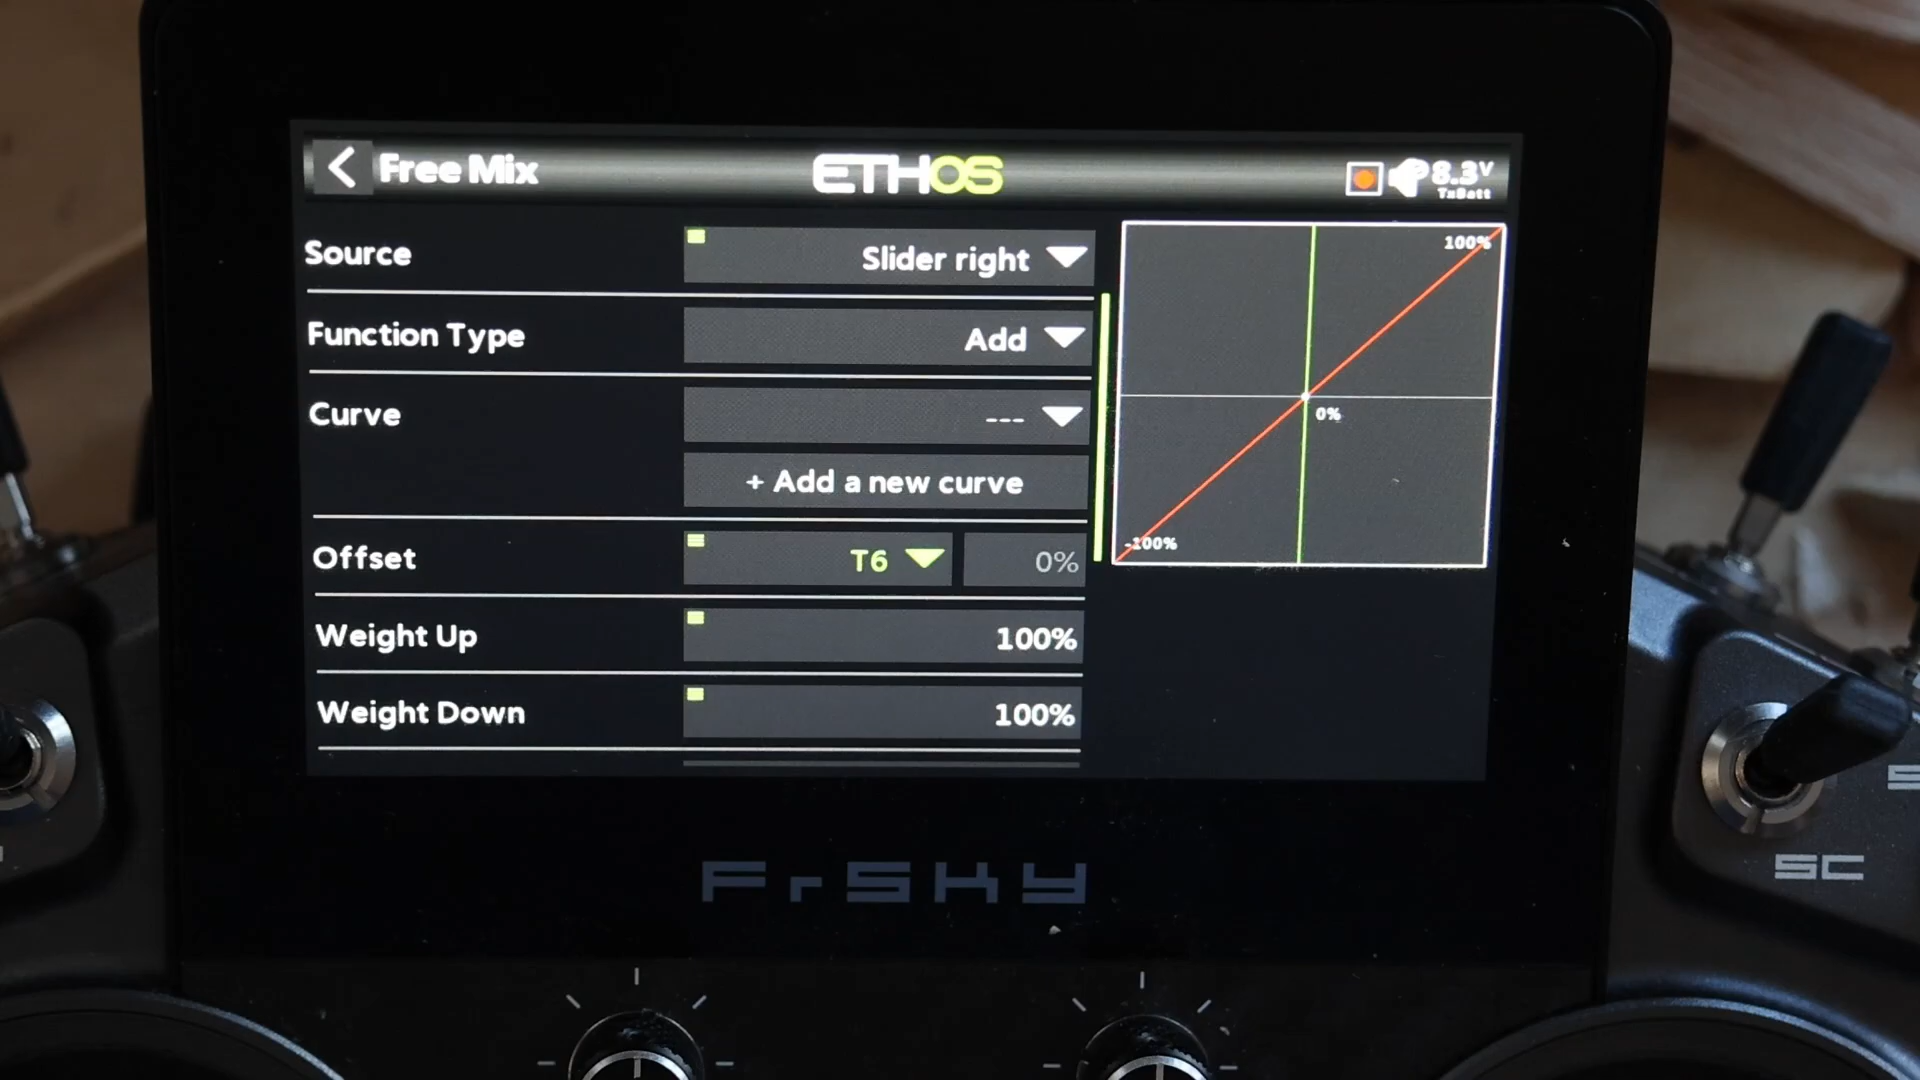 Free Mix
ETHOS
8.3V
TxBatt
Source
Slider right
Function Type
Add
Curve
---
+ Add a new curve
Offset
T6
0%
Weight Up
100%
Weight Down
100%
100%
0%
-100%
FrSKY
SC